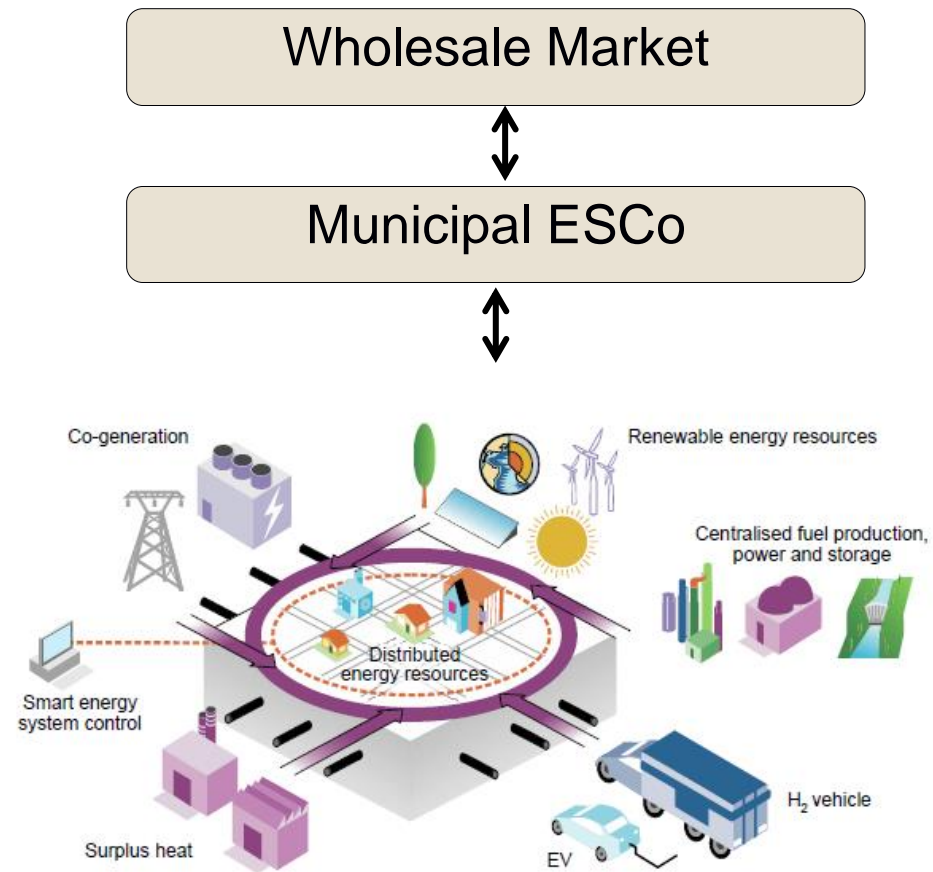 Wholesale Market
Municipal ESCo
Co-generation
Renewable energy resources
Centralised fuel production,
power and storage
Distributed
energy resources
Smart energy
system control
H₂ vehicle
Surplus heat
EV